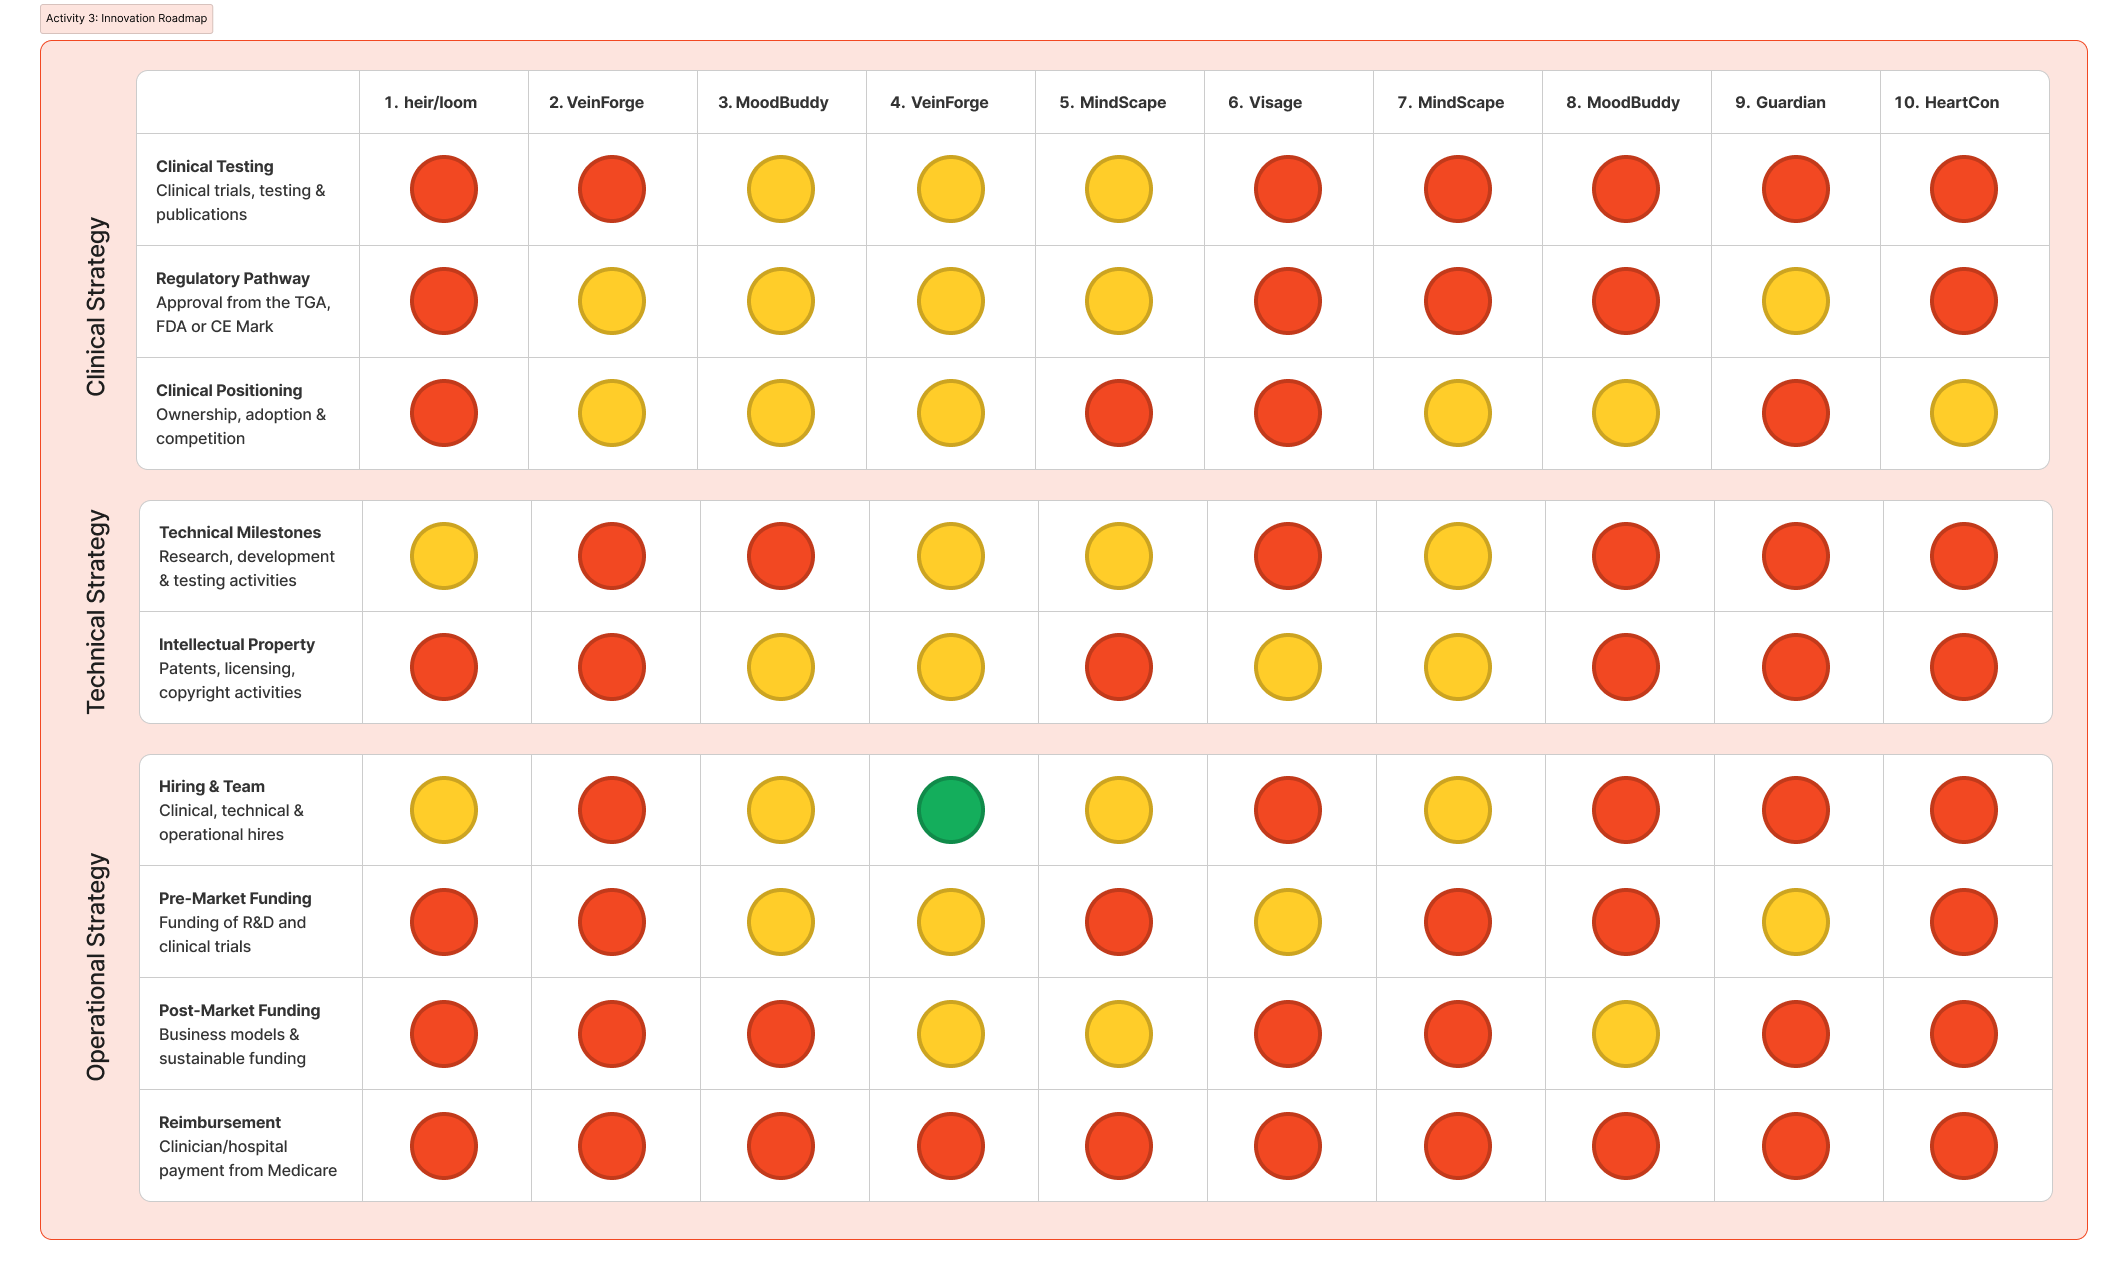 Activity 3: Innovation Roadmap
1. heir/loom
2. VeinForge
3. MoodBuddy
4. VeinForge
5. MindScape
6. Visage
7. MindScape
8. MoodBuddy
9. Guardian
10. HeartCon
Clinical Strategy
Clinical Testing
Clinical trials, testing &
publications
Regulatory Pathway
Approval from the TGA,
FDA or CE Mark
Clinical Positioning
Ownership, adoption &
competition
Technical Strategy
Technical Milestones
Research, development
& testing activities
Intellectual Property
Patents, licensing,
copyright activities
Operational Strategy
Hiring & Team
Clinical, technical &
operational hires
Pre-Market Funding
Funding of R&D and
clinical trials
Post-Market Funding
Business models &
sustainable funding
Reimbursement
Clinician/hospital
payment from Medicare